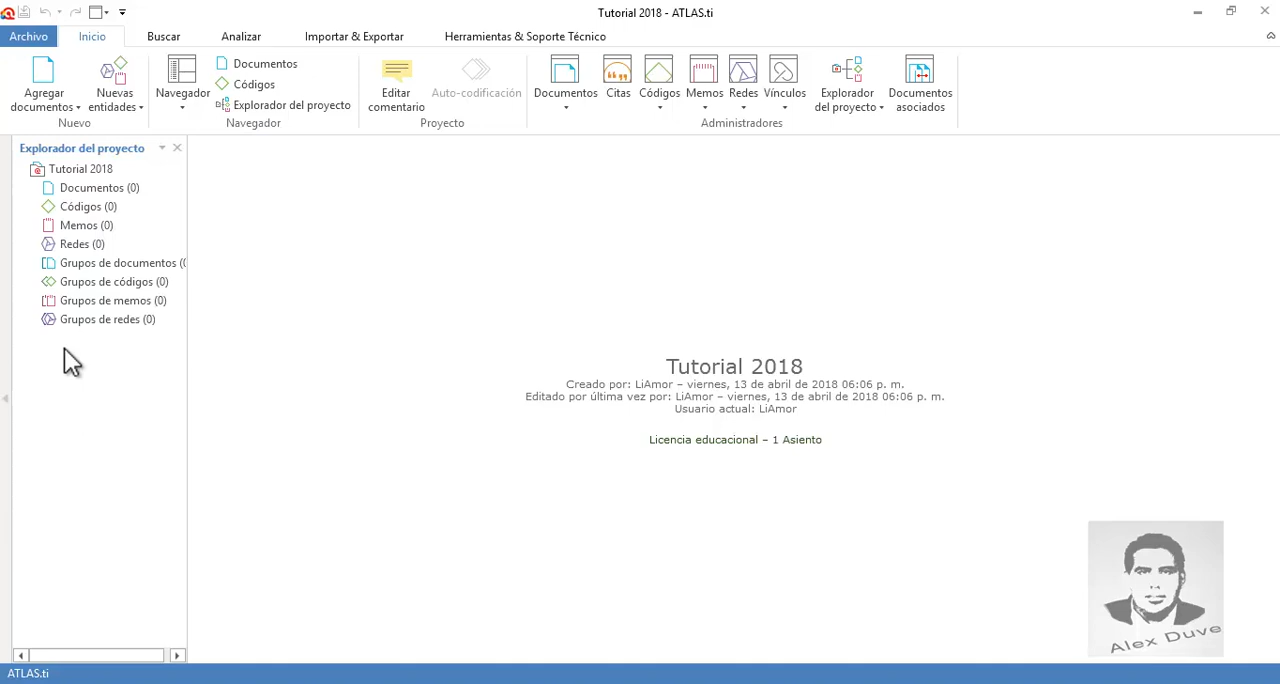 Tutorial 2018 - ATLAS.ti
Archivo Inicio Buscar Analizar Importar & Exportar Herramientas & Soporte Técnico
Agregar documentos
Nuevas entidades
Nuevo
Navegador
Documentos
Códigos
Explorador del proyecto
Navegador
Editar comentario
Auto-codificación
Proyecto
Documentos
Citas
Códigos
Memos
Redes
Vínculos
Explorador del proyecto
Documentos asociados
Administradores
Explorador del proyecto
Tutorial 2018
Documentos (0)
Códigos (0)
Memos (0)
Redes (0)
Grupos de documentos (0
Grupos de códigos (0)
Grupos de memos (0)
Grupos de redes (0)
Tutorial 2018
Creado por: LiAmor – viernes, 13 de abril de 2018 06:06 p. m.
Editado por última vez por: LiAmor – viernes, 13 de abril de 2018 06:06 p. m.
Usuario actual: LiAmor
Licencia educacional – 1 Asiento
Alex Duve
ATLAS.ti